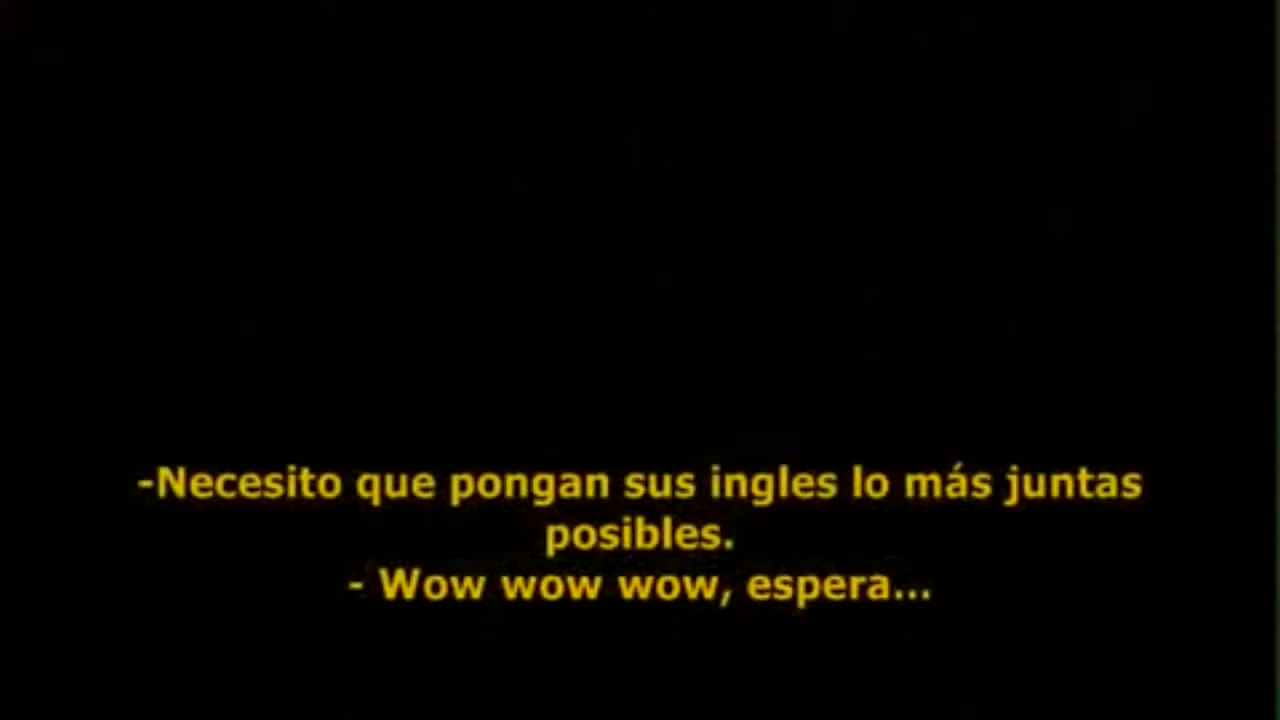 -Necesito que pongan sus ingles lo más juntas
posibles.
- Wow wow wow, espera...